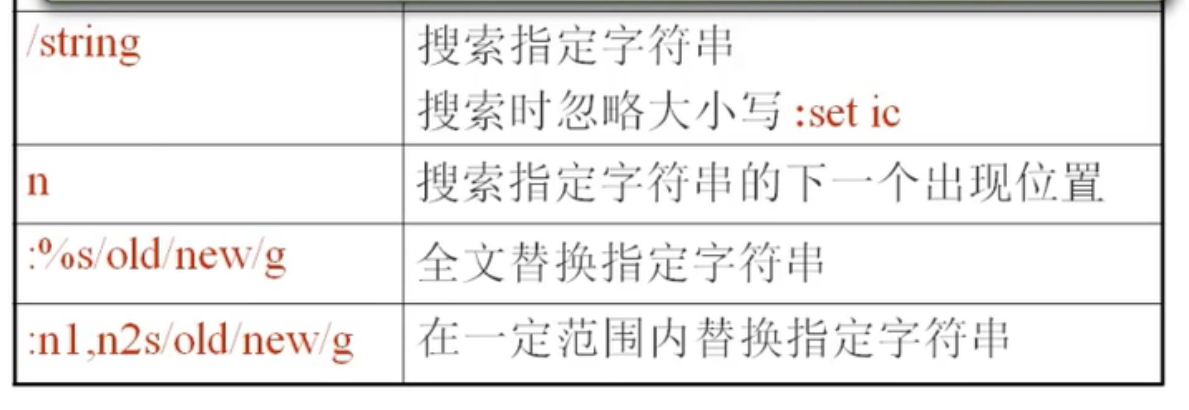 /string
搜索指定字符串
搜索时忽略大小写 :set ic
n
搜索指定字符串的下一个出现位置
:%s/old/new/g
全文替换指定字符串
:n1,n2s/old/new/g
在一定范围内替换指定字符串